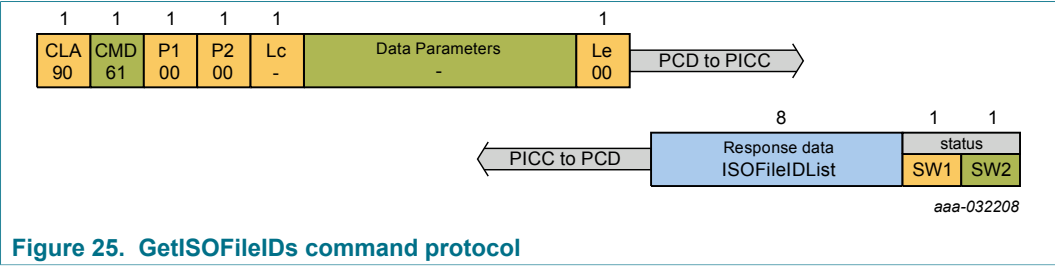 1 1 1 1 1 1
CLA CMD P1 P2 Lc Data Parameters Le
90 61 00 00 - - 00
PCD to PICC
8 1 1
PICC to PCD
Response data status
ISOFileIDList SW1 SW2
aaa-032208
Figure 25. GetISOFileIDs command protocol